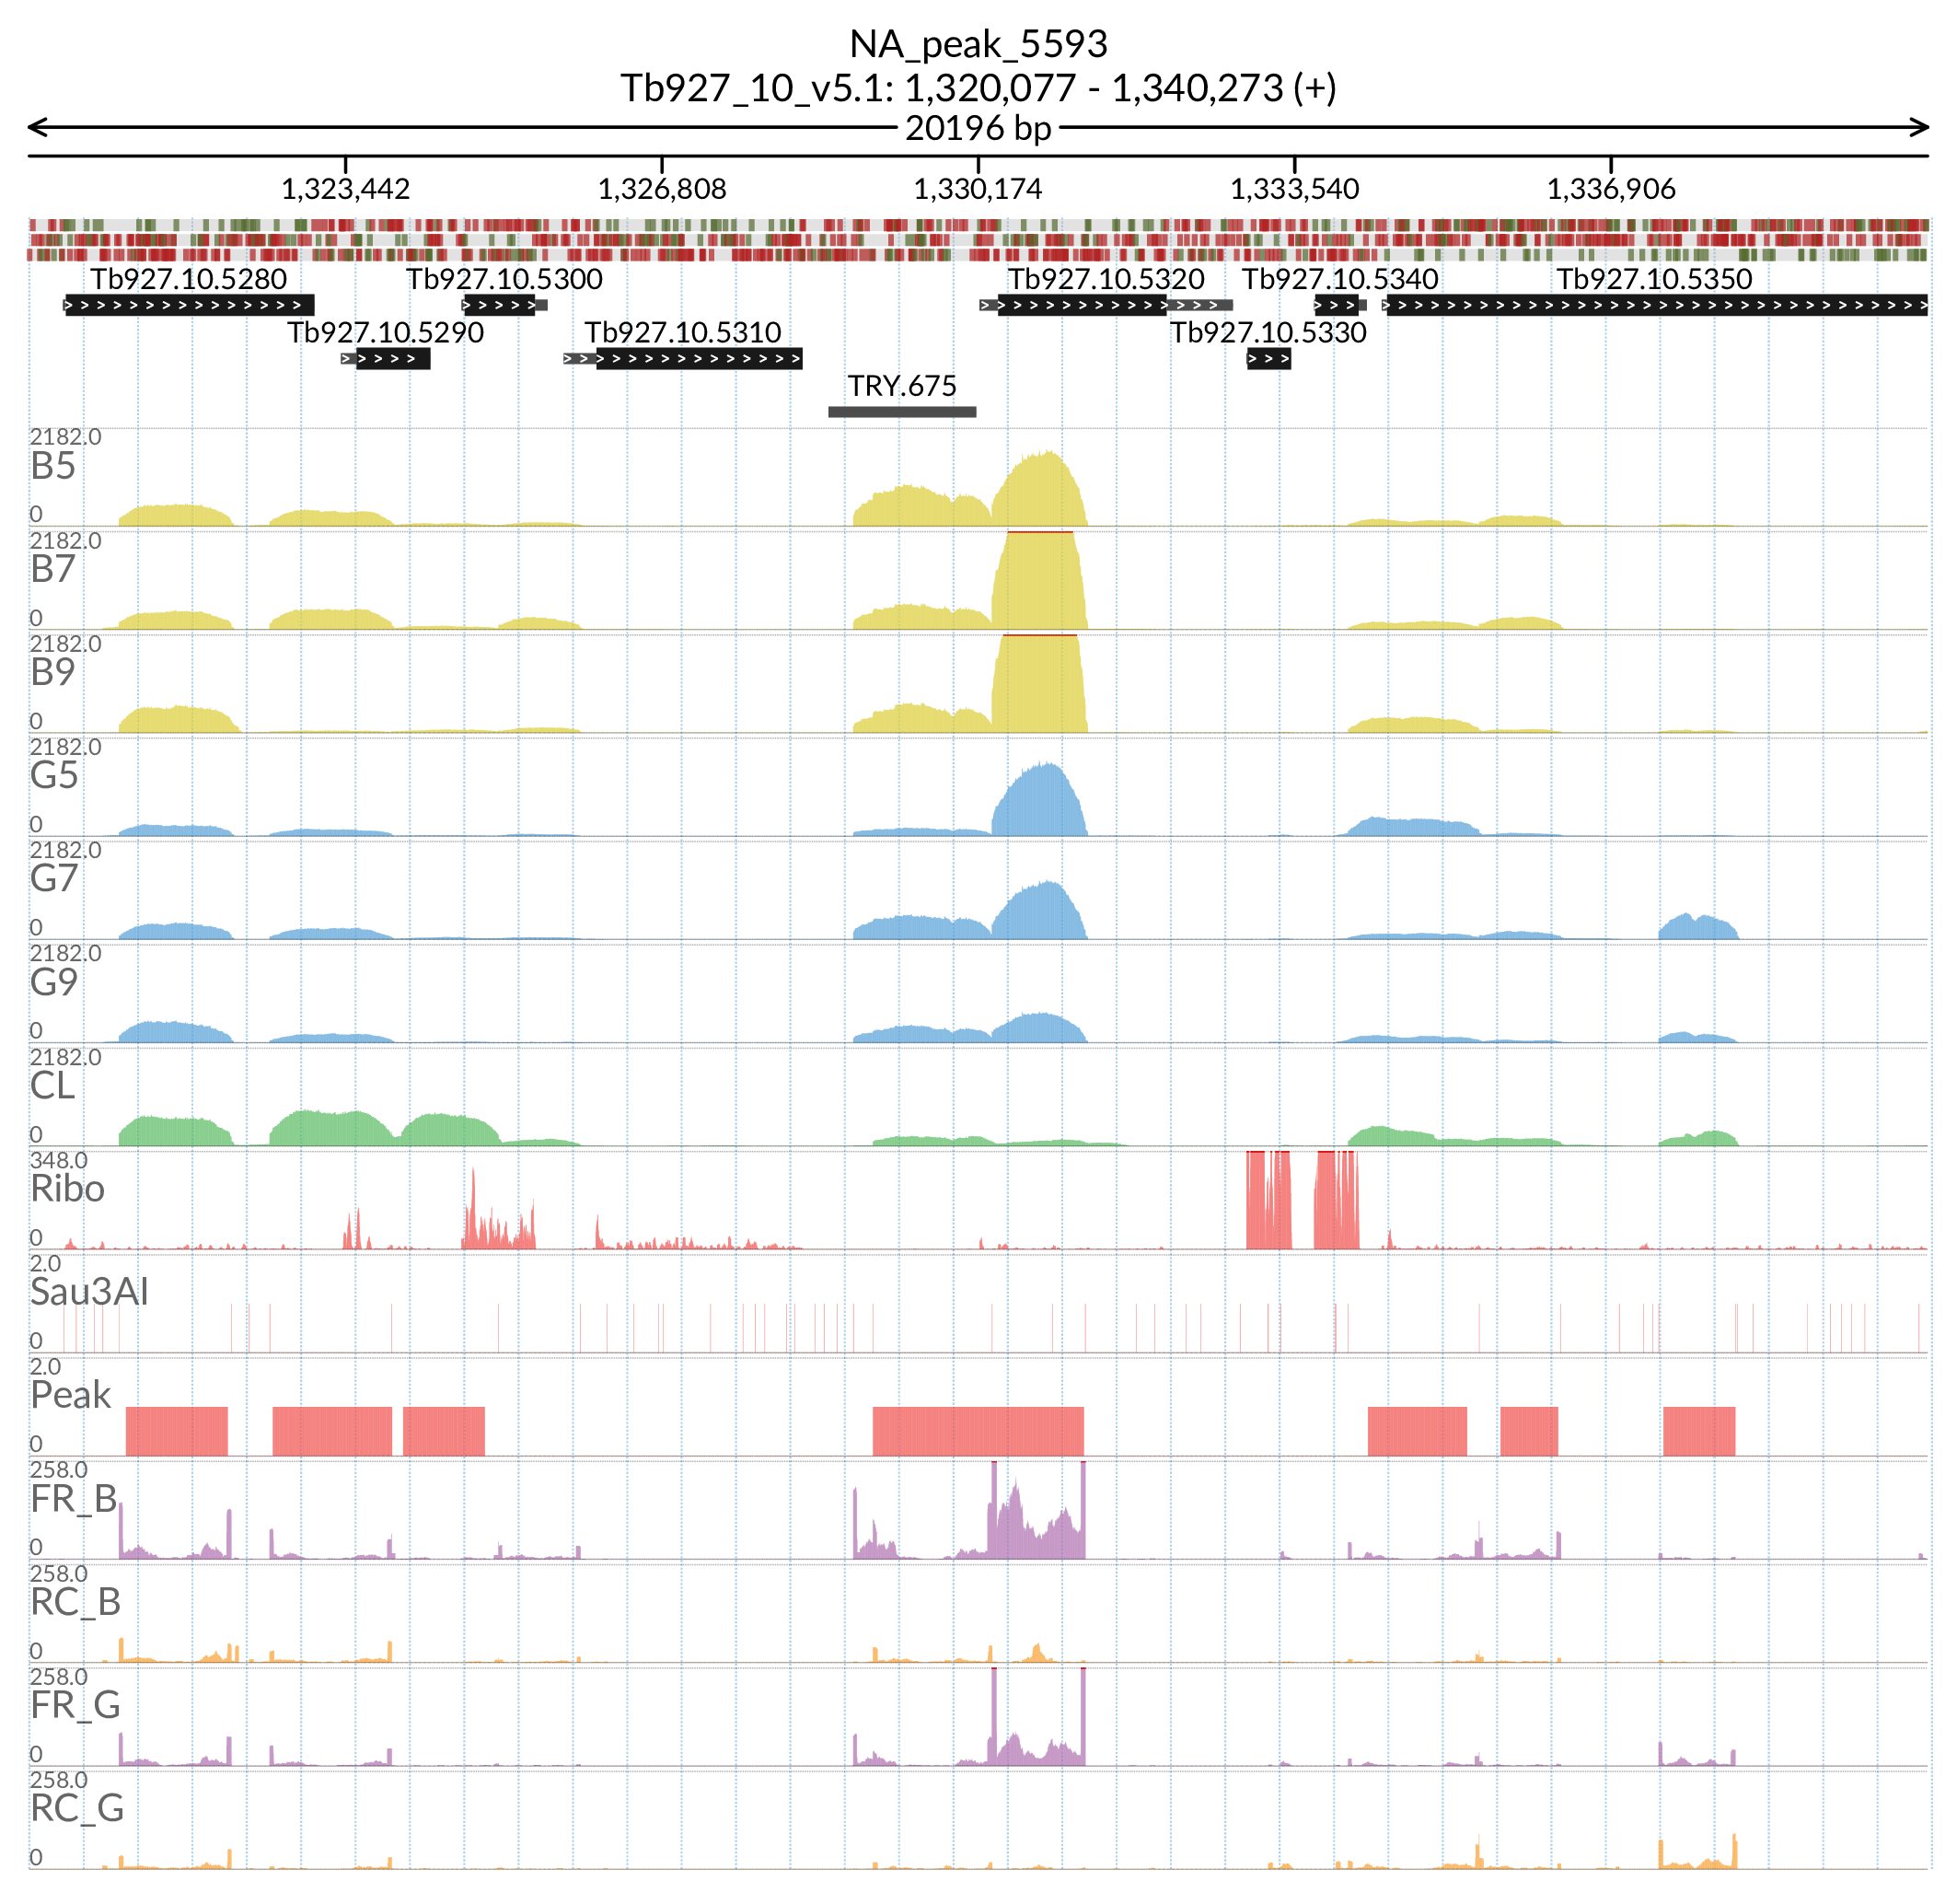 NA_peak_5593
Tb927_10_v5.1: 1,320,077 - 1,340,273 (+)
20196 bp
1,323,442 1,326,808 1,330,174 1,333,540 1,336,906
Tb927.10.5280 Tb927.10.5300 Tb927.10.5320 Tb927.10.5340 Tb927.10.5350
Tb927.10.5290 Tb927.10.5310 Tb927.10.5330
TRY.675
2182.0
B5
0
2182.0
B7
0
2182.0
B9
0
2182.0
G5
0
2182.0
G7
0
2182.0
G9
0
2182.0
CL
0
348.0
Ribo
0
2.0
Sau3AI
0
2.0
Peak
0
258.0
FR_B
0
258.0
RC_B
0
258.0
FR_G
0
258.0
RC_G
0